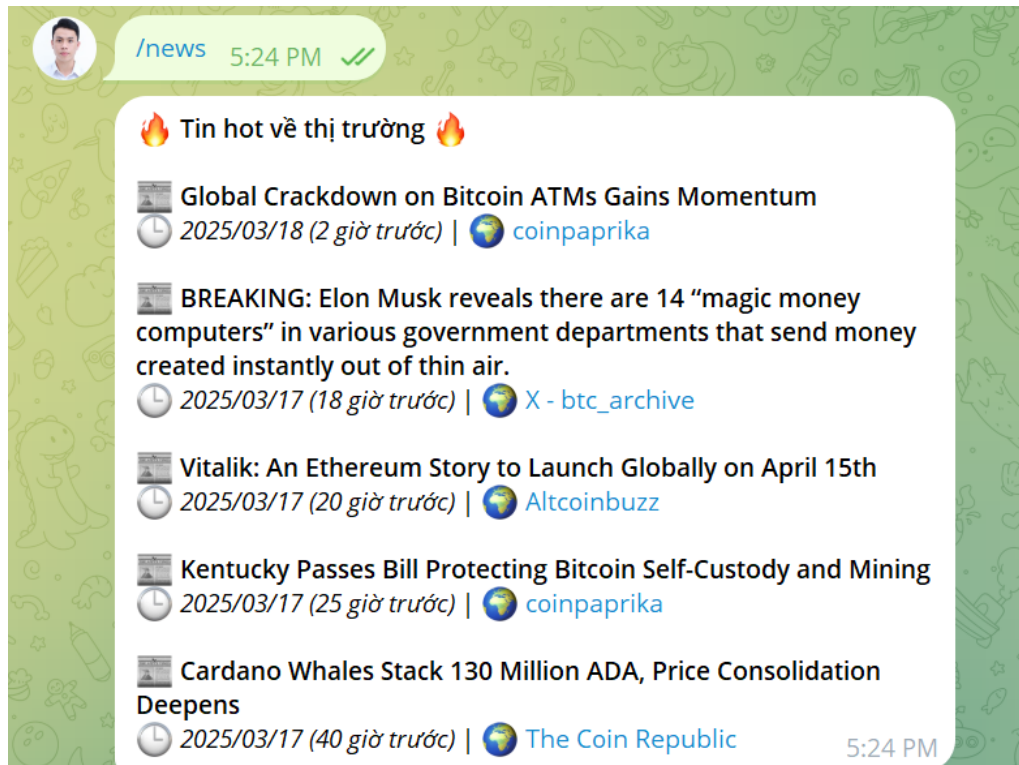 /news 5:24 PM
Tin hot về thị trường
Global Crackdown on Bitcoin ATMs Gains Momentum
2025/03/18 (2 giờ trước) | coinpaprika
BREAKING: Elon Musk reveals there are 14 “magic money
computers” in various government departments that send money
created instantly out of thin air.
2025/03/17 (18 giờ trước) | X - btc_archive
Vitalik: An Ethereum Story to Launch Globally on April 15th
2025/03/17 (20 giờ trước) | Altcoinbuzz
Kentucky Passes Bill Protecting Bitcoin Self-Custody and Mining
2025/03/17 (25 giờ trước) | coinpaprika
Cardano Whales Stack 130 Million ADA, Price Consolidation
Deepens
2025/03/17 (40 giờ trước) | The Coin Republic
5:24 PM